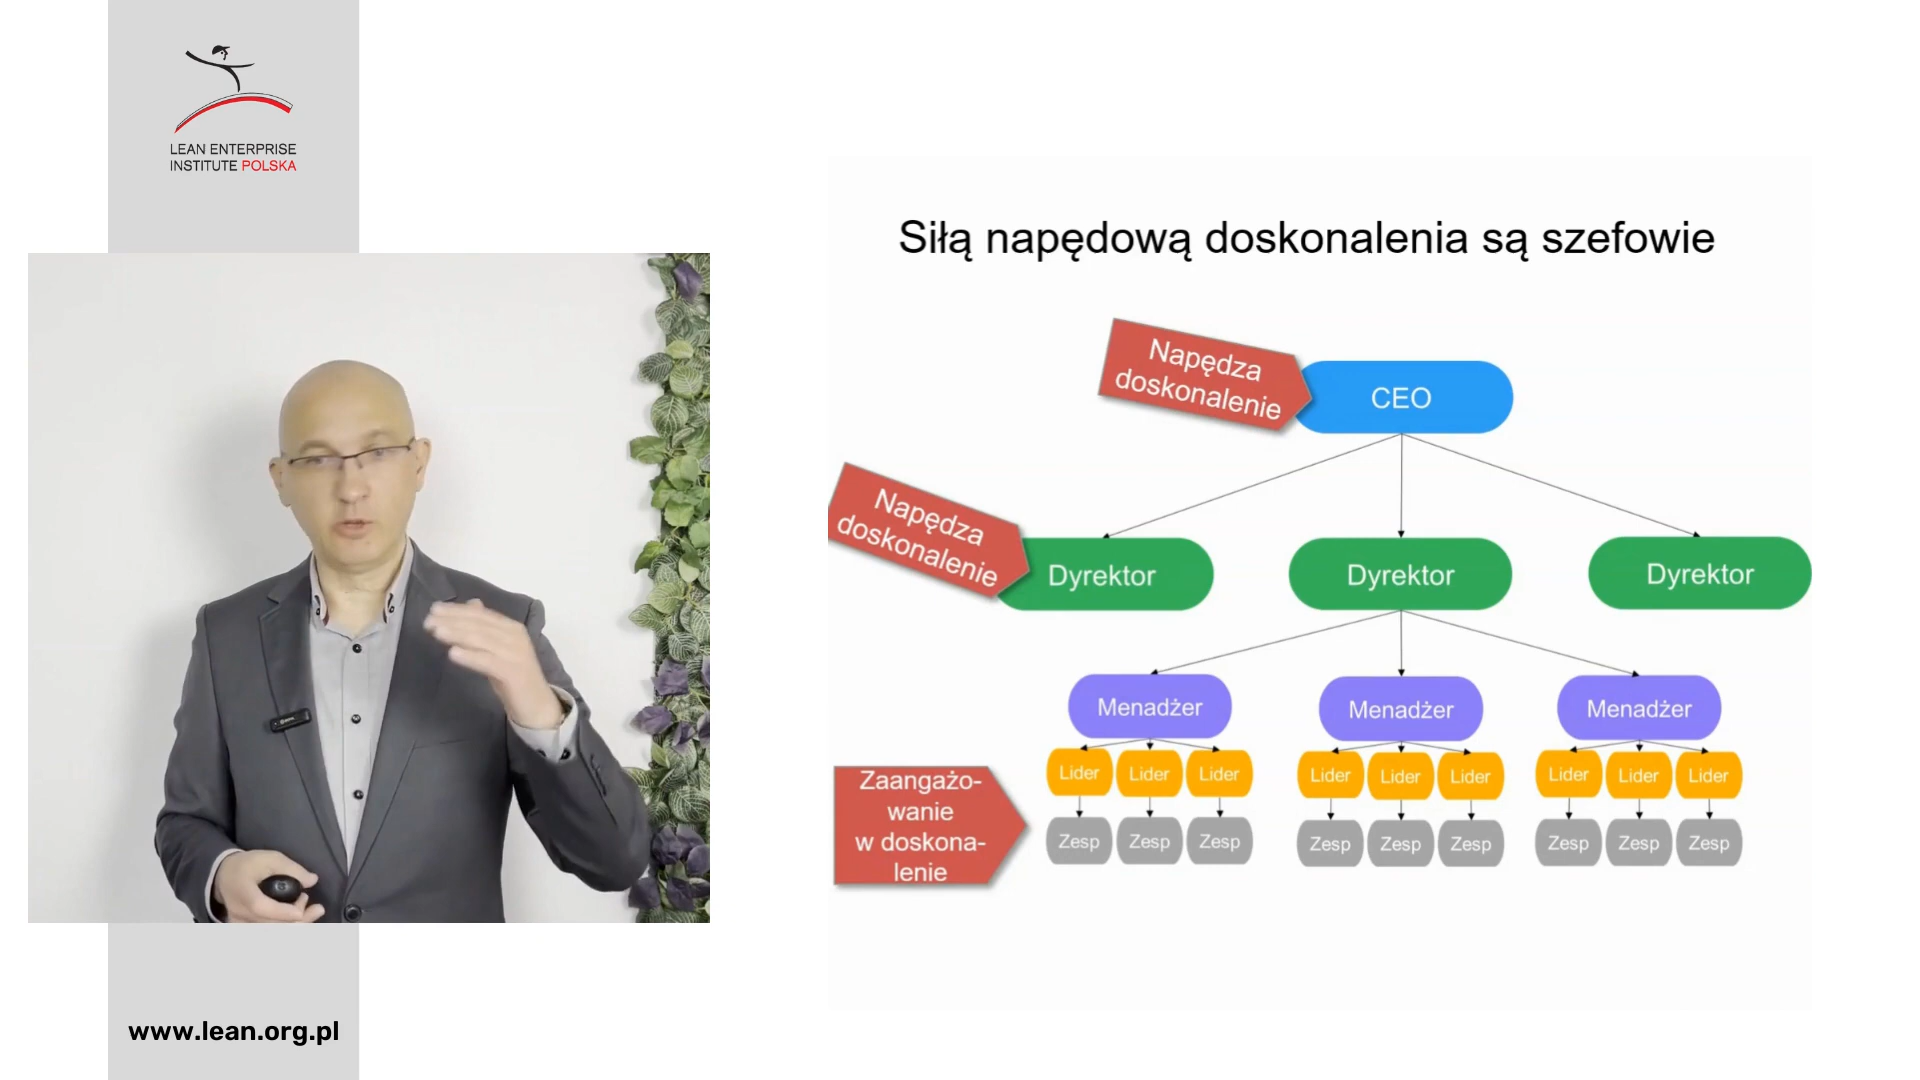 LEAN ENTERPRISE
INSTITUTE POLSKA
Siłą napędową doskonalenia są szefowie
Napędza
doskonalenie
CEO
Napędza
doskonalenie
Dyrektor
Dyrektor
Dyrektor
Menadżer
Menadżer
Menadżer
Lider
Lider
Lider
Lider
Lider
Lider
Lider
Lider
Lider
Zaangażo-
wanie
w doskona-
lenie
Zesp
Zesp
Zesp
Zesp
Zesp
Zesp
Zesp
Zesp
Zesp
www.lean.org.pl